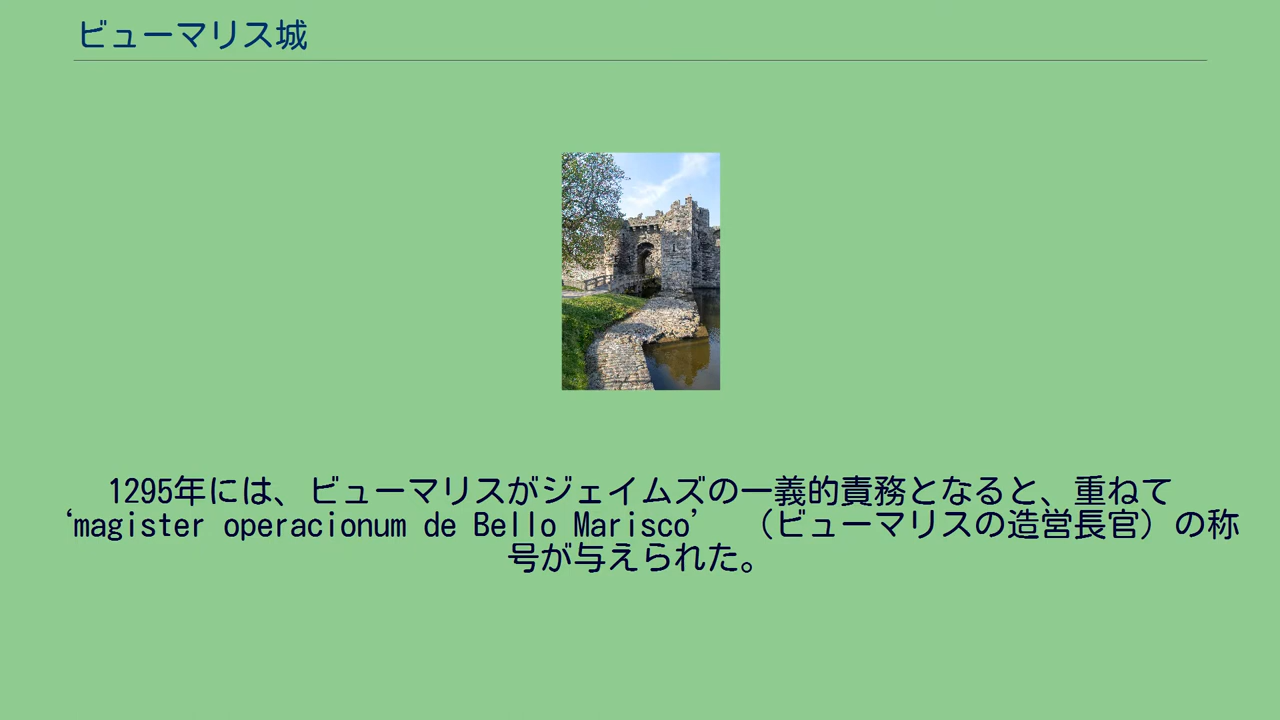 ビューマリス城
1295年には、ビューマリスがジェイムズの一義的責務となると、重ねて
‘magister operacionum de Bello Marisco’ （ビューマリスの造営長官）の称
号が与えられた。